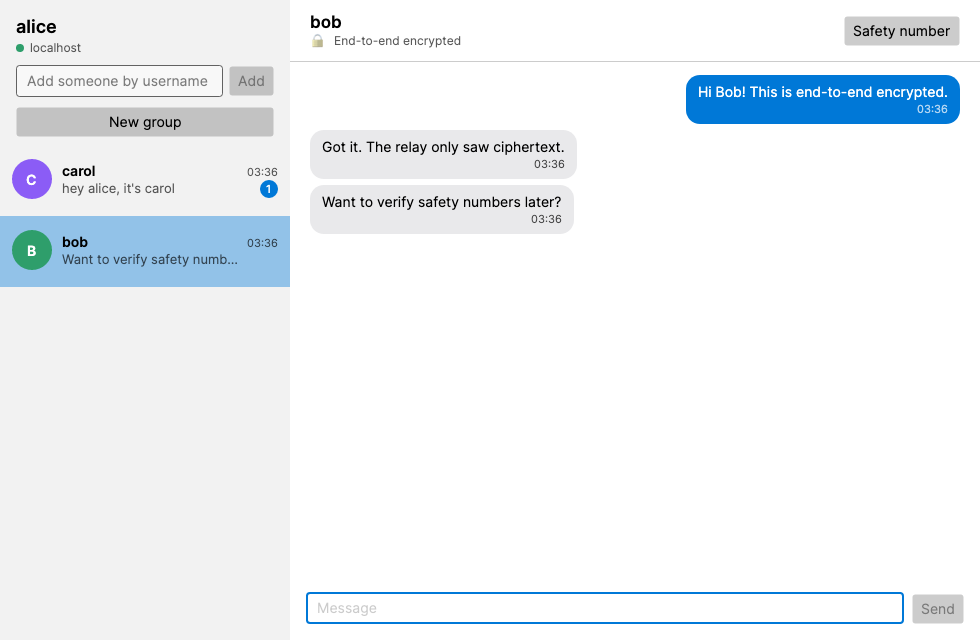 alice
localhost
Add someone by username
Add
New group
C
carol
03:36
hey alice, it's carol
1
B
bob
03:36
Want to verify safety numb...
bob
End-to-end encrypted
Safety number
Hi Bob! This is end-to-end encrypted.
03:36
Got it. The relay only saw ciphertext.
03:36
Want to verify safety numbers later?
03:36
Message
Send